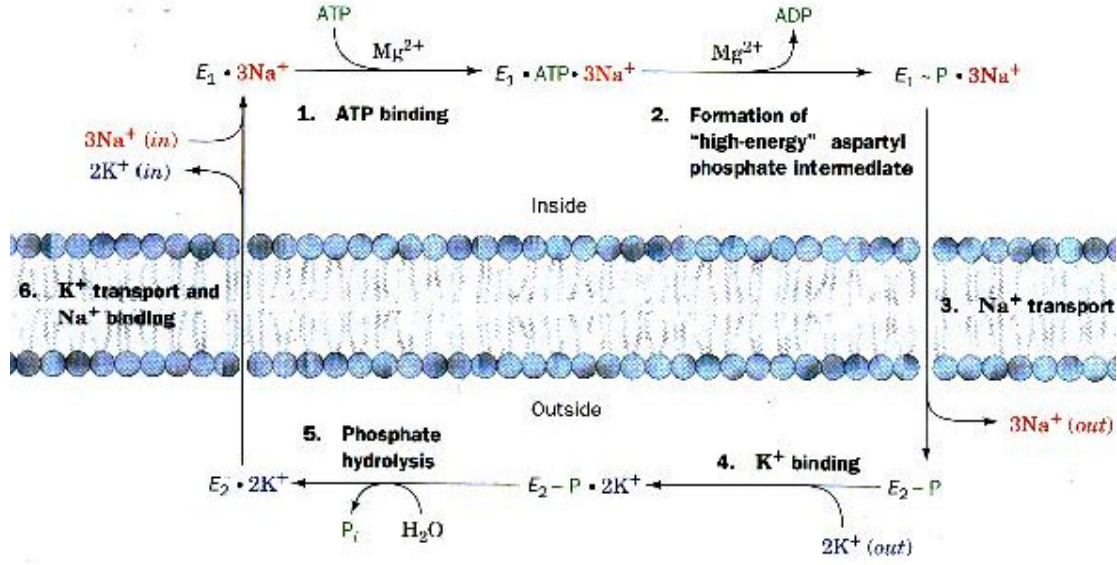 ATP
ADP
Mg²⁺
Mg²⁺
E₁ • 3Na⁺
E₁ • ATP • 3Na⁺
E₁ ~ P • 3Na⁺
1. ATP binding
2. Formation of
"high-energy" aspartyl
phosphate intermediate
3Na⁺ (in)
2K⁺ (in)
Inside
6. K⁺ transport and
Na⁺ binding
3. Na⁺ transport
Outside
3Na⁺ (out)
5. Phosphate
hydrolysis
4. K⁺ binding
E₂ • 2K⁺
E₂ – P • 2K⁺
E₂ – P
Pᵢ
H₂O
2K⁺ (out)